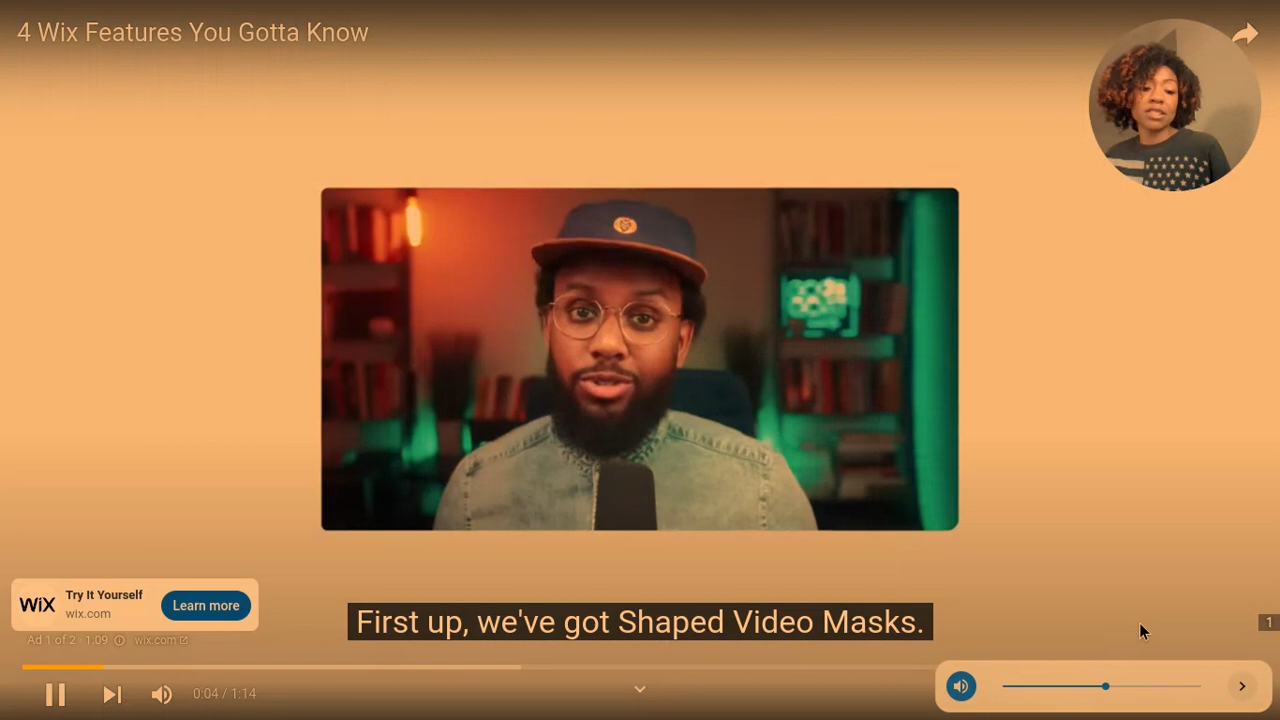 4 Wix Features You Gotta Know
WiX
Try It Yourself
wix.com
Learn more
Ad 1 of 2 · 1:09
wix.com
First up, we've got Shaped Video Masks.
1
0:04 / 1:14